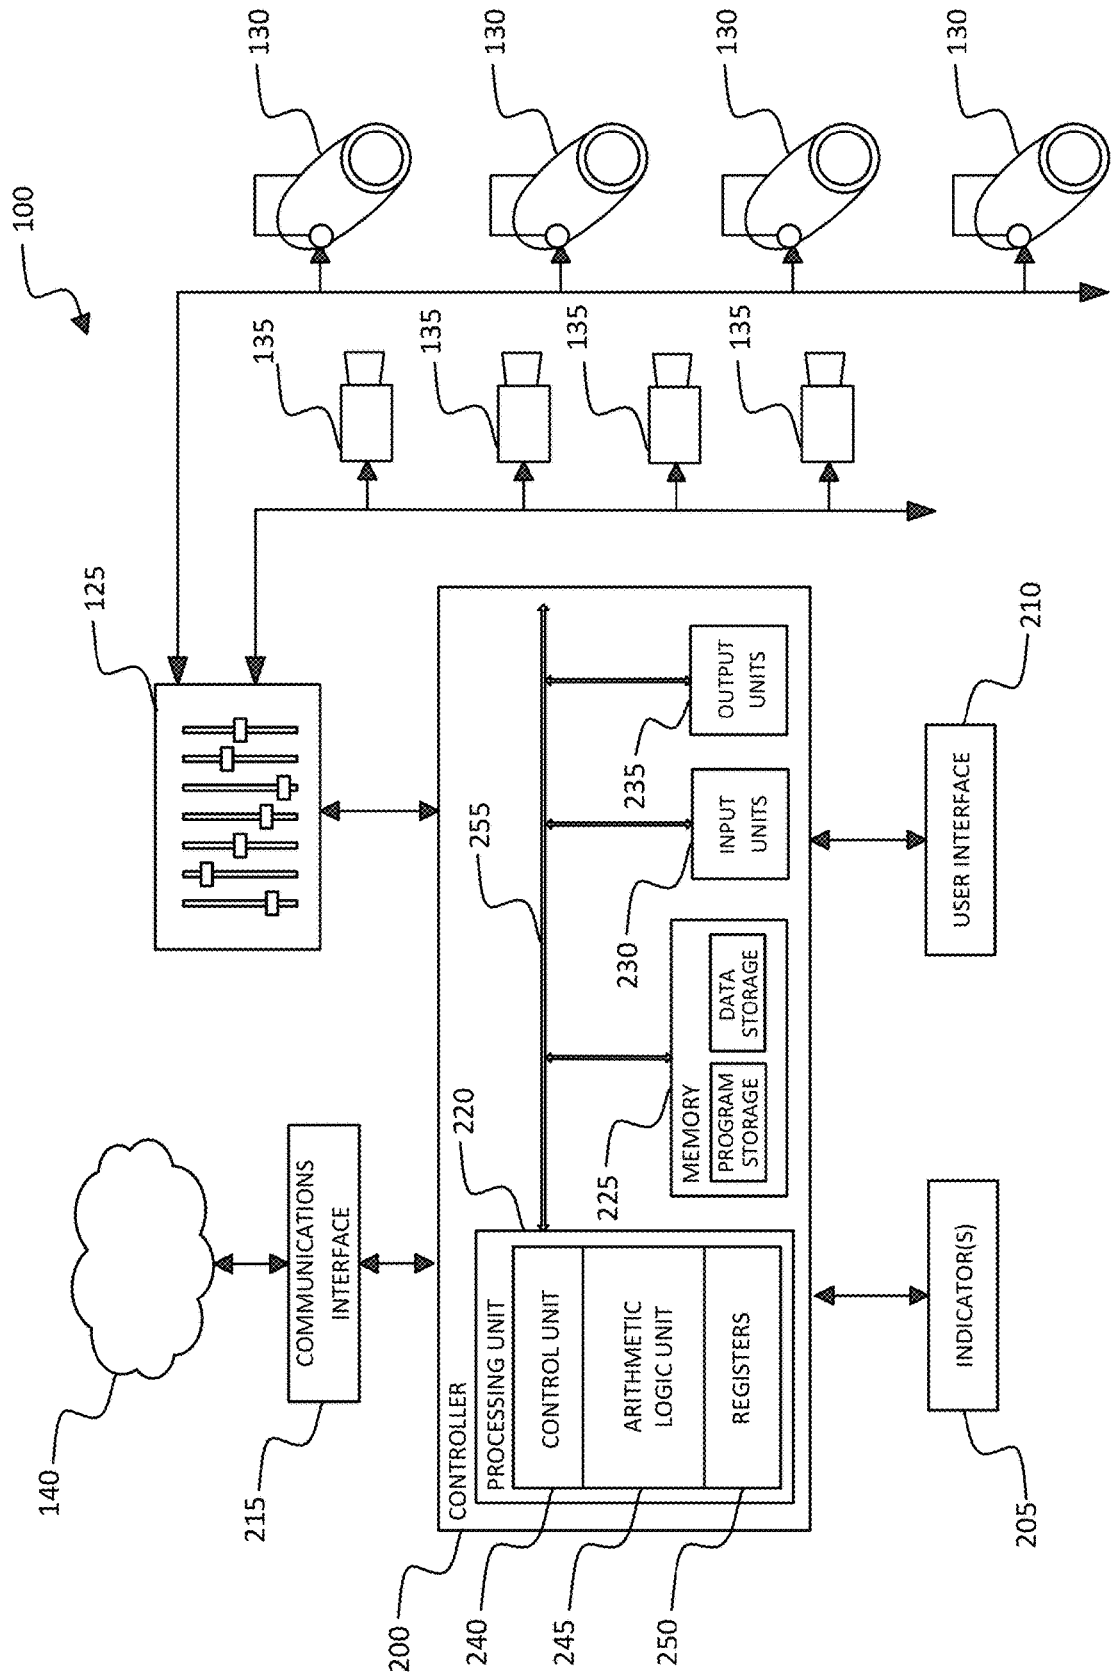 100
130
130
130
130
135
135
135
135
125
140
215
COMMUNICATIONS
INTERFACE
200
CONTROLLER
220
PROCESSING UNIT
240
CONTROL UNIT
245
ARITHMETIC
LOGIC UNIT
250
REGISTERS
255
225
MEMORY
PROGRAM
STORAGE
DATA
STORAGE
230
INPUT
UNITS
235
OUTPUT
UNITS
205
INDICATOR(S)
210
USER INTERFACE